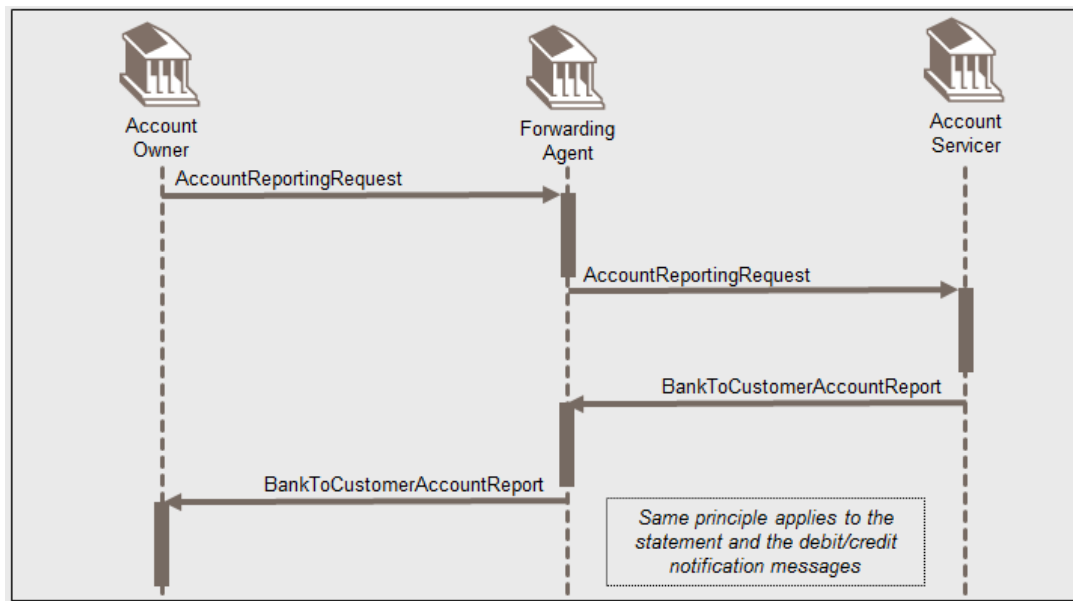 Account
Owner
Forwarding
Agent
Account
Servicer
AccountReportingRequest
AccountReportingRequest
BankToCustomerAccountReport
BankToCustomerAccountReport
Same principle applies to the
statement and the debit/credit
notification messages